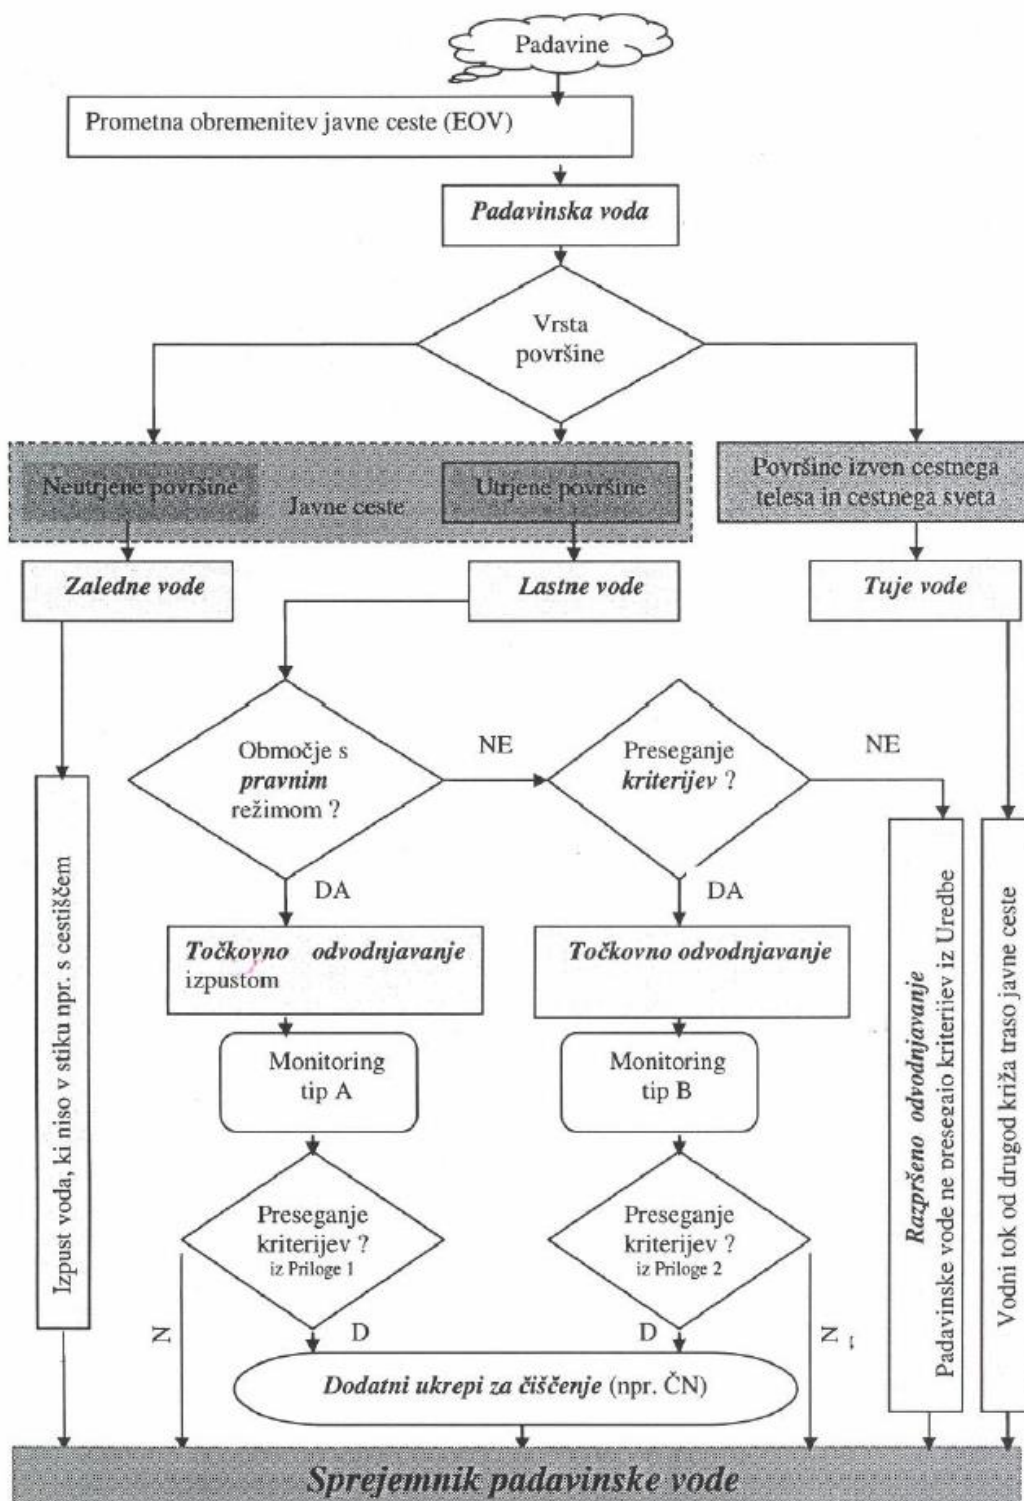 Padavine
Prometna obremenitev javne ceste (EOV)
Padavinska voda
Vrsta
površine
Neutrjene površine
Javne ceste
Utrjene površine
Površine izven cestnega
telesa in cestnega sveta
Zaledne vode
Lastne vode
Tuje vode
Območje s
pravnim
režimom ?
NE
Preseganje
kriterijev ?
NE
DA
DA
Točkovno odvodnjavanje
izpustom
Točkovno odvodnjavanje
Monitoring
tip A
Monitoring
tip B
Preseganje
kriterijev ?
iz Priloge 1
Preseganje
kriterijev ?
iz Priloge 2
N
D
D
N
Izpust voda, ki niso v stiku npr. s cestiščem
Razpršeno odvodnjavanje
Padavinske vode ne presegajo kriterijev iz Uredbe
Vodni tok od drugod križa traso javne ceste
Dodatni ukrepi za čiščenje (npr. ČN)
Sprejemnik padavinske vode